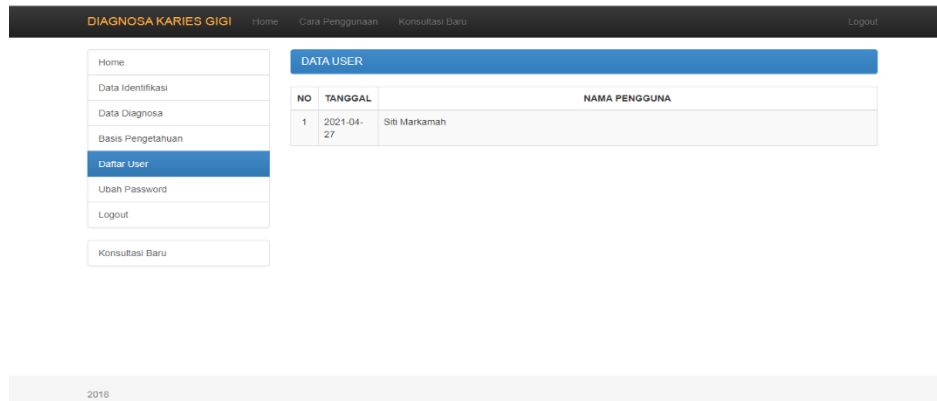 DIAGNOSA KARIES GIGI Home Cara Penggunaan Konsultasi Baru Logout
Home
Data Identifikasi
Data Diagnosa
Basis Pengetahuan
Daftar User
Ubah Password
Logout
Konsultasi Baru
DATA USER
NO TANGGAL NAMA PENGGUNA
1 2021-04-27 Siti Markamah
2016